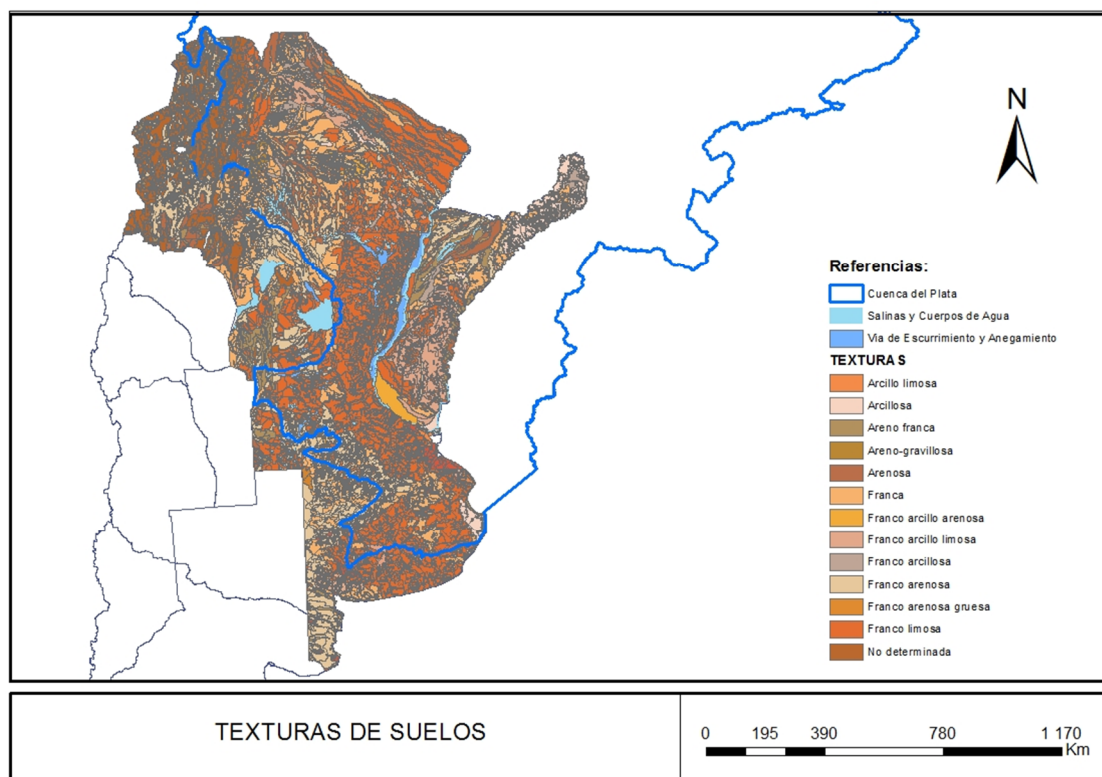 N
Referencias:
Cuenca del Plata
Salinas y Cuerpos de Agua
Via de Escurrimiento y Anegamiento
TEXTURAS
Arcillo limosa
Arcillosa
Areno franca
Areno-gravillosa
Arenosa
Franca
Franco arcillo arenosa
Franco arcillo limosa
Franco arcillosa
Franco arenosa
Franco arenosa gruesa
Franco limosa
No determinada
TEXTURAS DE SUELOS
0 195 390 780 1 170
Km